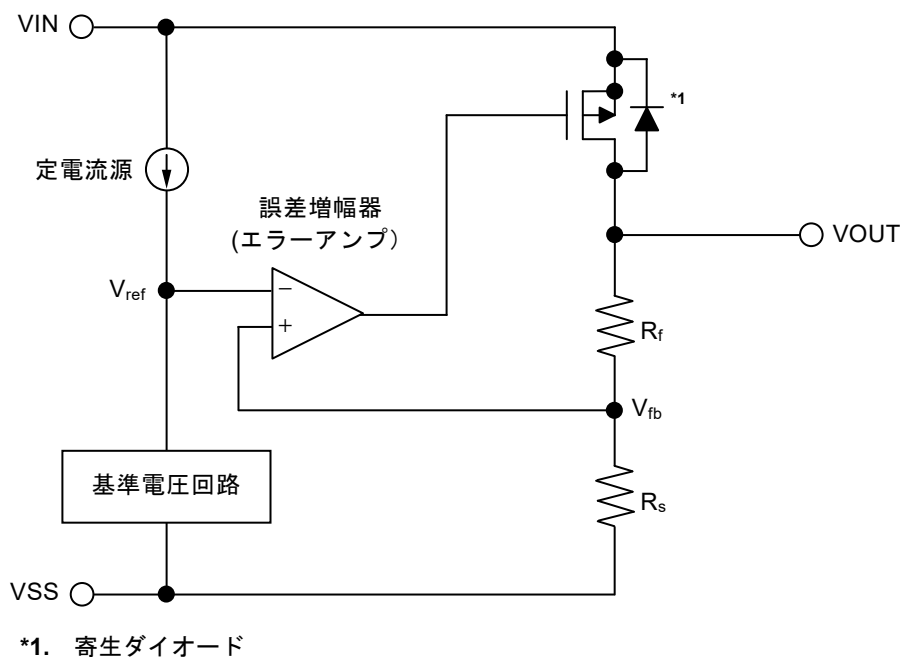 VIN
*1
定電流源
誤差増幅器
(エラーアンプ）
VOUT
Vref
−
+
Rf
Vfb
基準電圧回路
Rs
VSS
*1. 寄生ダイオード